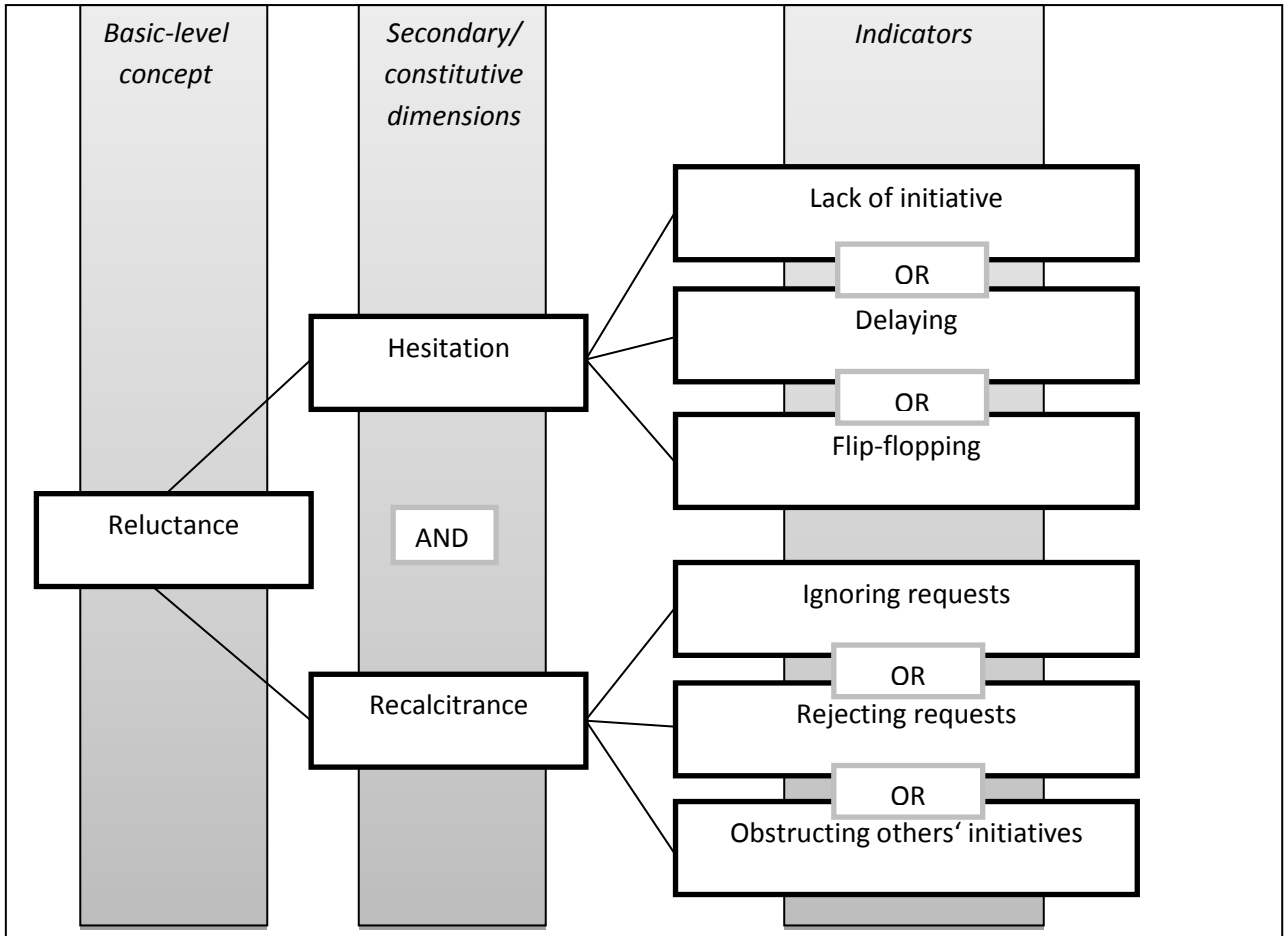 Basic-level
concept
Secondary/
constitutive
dimensions
Indicators
Lack of initiative
OR
Delaying
OR
Flip-flopping
Hesitation
Reluctance
AND
Recalcitrance
Ignoring requests
OR
Rejecting requests
OR
Obstructing others‘ initiatives